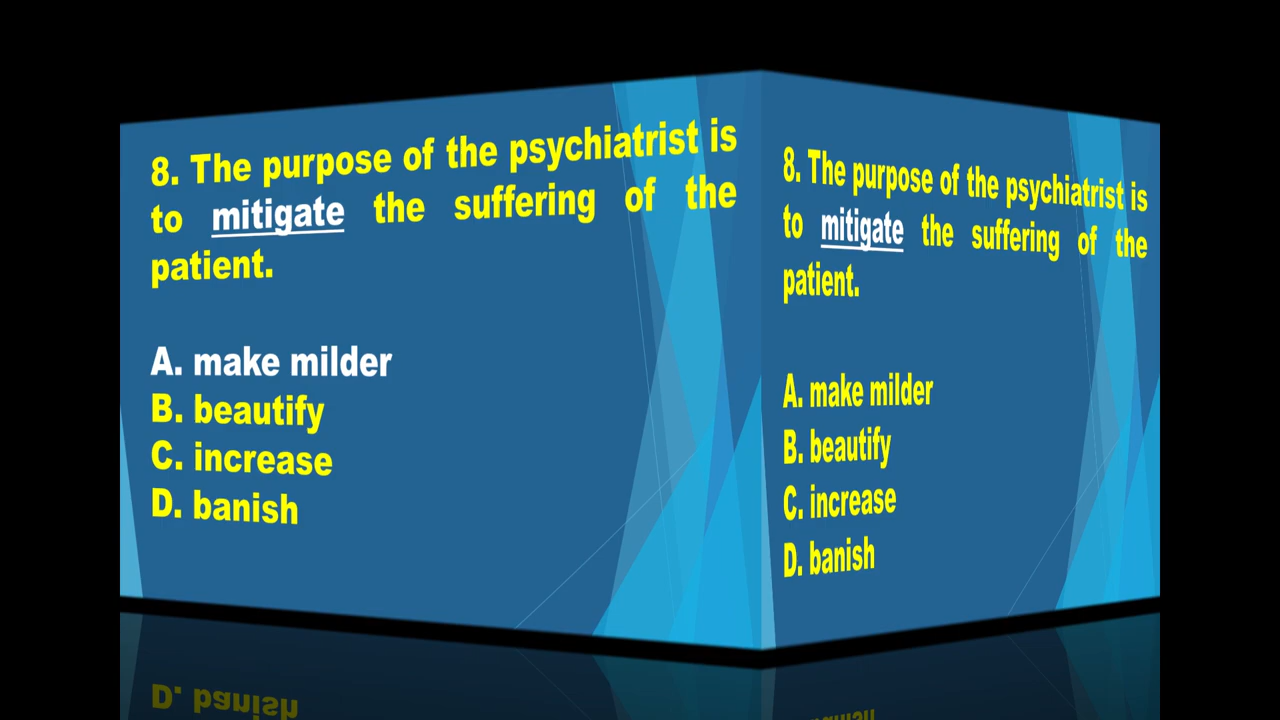 8. The purpose of the psychiatrist is
to mitigate the suffering of the
patient.
A. make milder
B. beautify
C. increase
D. banish
8. The purpose of the psychiatrist is
to mitigate the suffering of the
patient.
A. make milder
B. beautify
C. increase
D. banish
D. banish